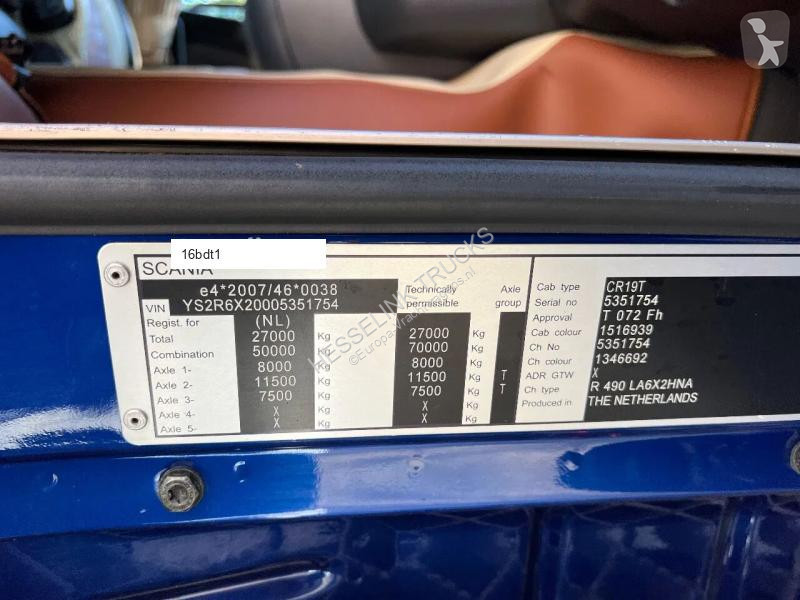 16bdt1
SCANIA
e4*2007/46*0038
VIN YS2R6X20005351754
Regist. for (NL) Technically permissible Axle group
Total 27000 Kg 27000 Kg
Combination 50000 Kg 70000 Kg
Axle 1- 8000 Kg 8000 Kg
Axle 2- 11500 Kg 11500 Kg T
Axle 3- 7500 Kg 7500 Kg T
Axle 4- X Kg X Kg
Axle 5- X Kg X Kg
Cab type CR19T
Serial no 5351754
Approval T 072 Fh
Cab colour 1516939
Ch No 5351754
Ch colour 1346692
ADR GTW X
Ch type R 490 LA6X2HNA
Produced in THE NETHERLANDS
HESSELINK TRUCKS